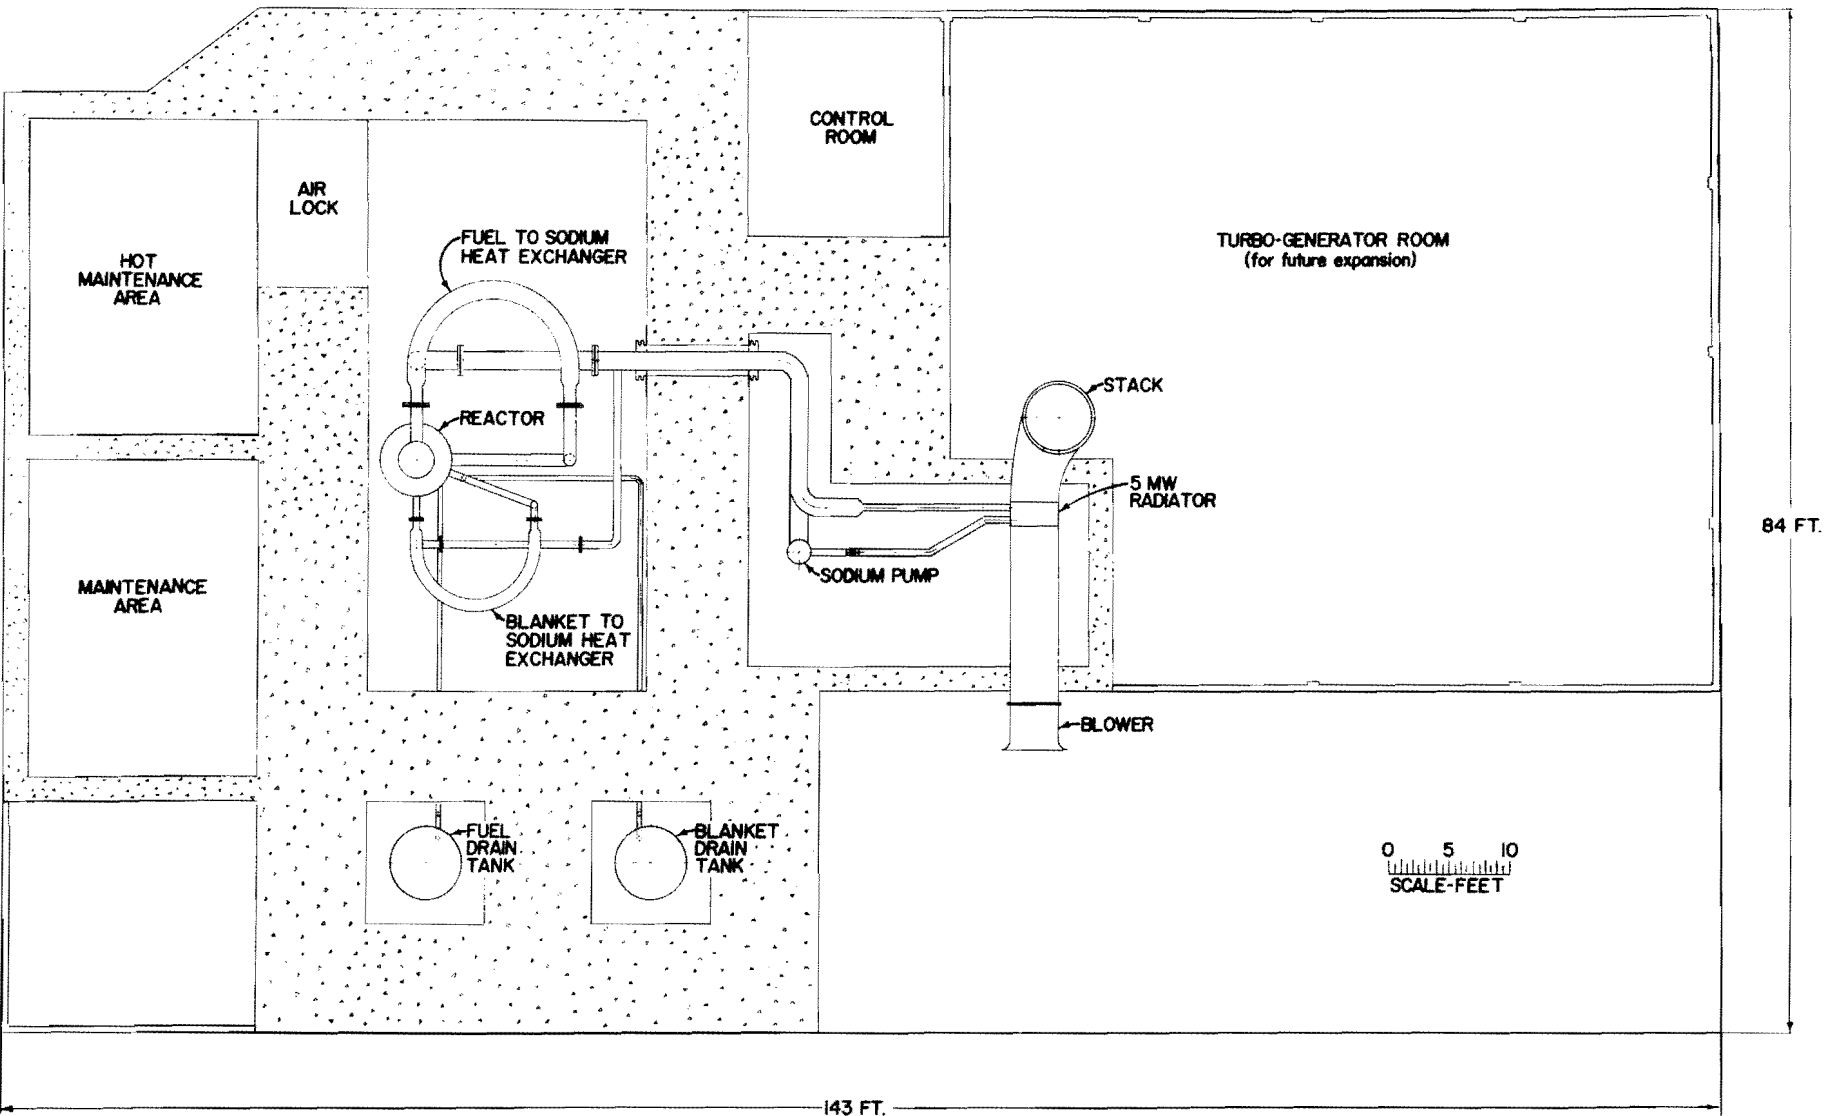 CONTROL
ROOM
AIR
LOCK
FUEL TO SODIUM
HEAT EXCHANGER
HOT
MAINTENANCE
AREA
TURBO-GENERATOR ROOM
(for future expansion)
STACK
REACTOR
5 MW
RADIATOR
84 FT.
SODIUM PUMP
MAINTENANCE
AREA
BLANKET TO
SODIUM HEAT
EXCHANGER
BLOWER
FUEL
DRAIN
TANK
BLANKET
DRAIN
TANK
0 5 10
SCALE-FEET
143 FT.